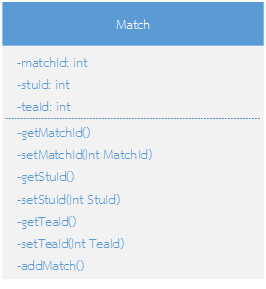 Match
-matchId: int
-stuId: int
-teaId: int
-getMatchId()
-setMatchId(Int MatchId)
-getStuId()
-setStuId(Int StuId)
-getTeaId()
-setTeaId(Int TeaId)
-addMatch()